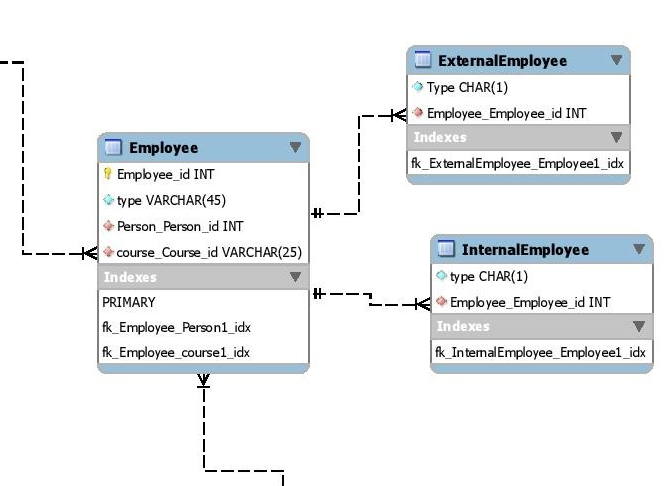 ExternalEmployee
Type CHAR(1)
Employee_Employee_id INT
Indexes
fk_ExternalEmployee_Employee1_idx
Employee
Employee_id INT
type VARCHAR(45)
Person_Person_id INT
course_Course_id VARCHAR(25)
Indexes
PRIMARY
fk_Employee_Person1_idx
fk_Employee_course1_idx
InternalEmployee
type CHAR(1)
Employee_Employee_id INT
Indexes
fk_InternalEmployee_Employee1_idx